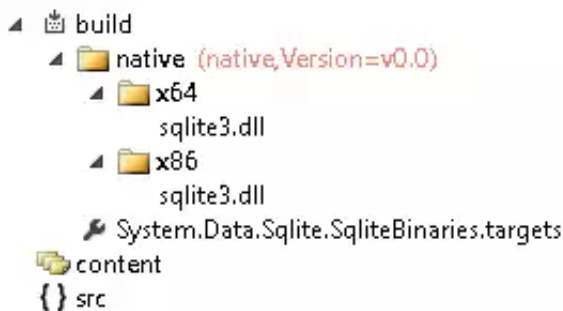 build
native (native,Version=v0.0)
x64
sqlite3.dll
x86
sqlite3.dll
System.Data.Sqlite.SqliteBinaries.targets
content
{} src